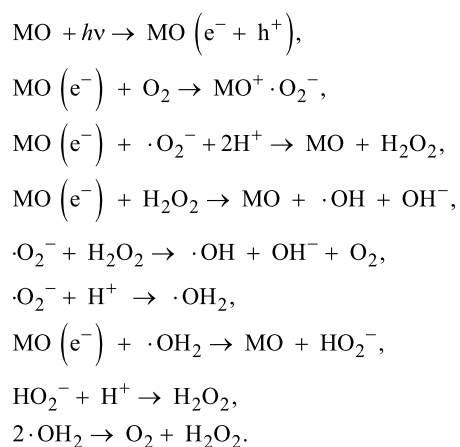 MO + hν → MO (e⁻ + h⁺),
MO (e⁻) + O₂ → MO⁺ · O₂⁻,
MO (e⁻) + ·O₂⁻ + 2H⁺ → MO + H₂O₂,
MO (e⁻) + H₂O₂ → MO + ·OH + OH⁻,
·O₂⁻ + H₂O₂ → ·OH + OH⁻ + O₂,
·O₂⁻ + H⁺ → ·OH₂,
MO (e⁻) + ·OH₂ → MO + HO₂⁻,
HO₂⁻ + H⁺ → H₂O₂,
2·OH₂ → O₂ + H₂O₂.